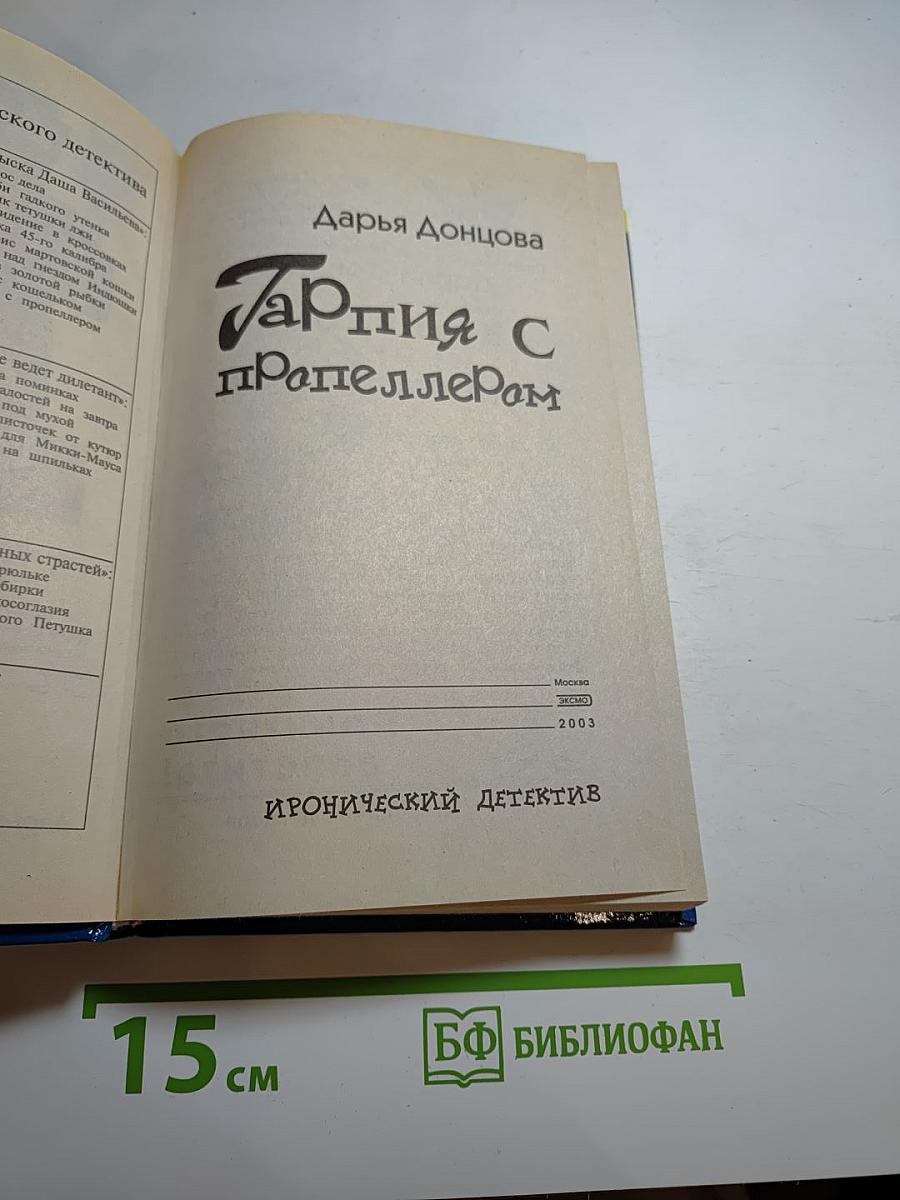 ского детектива
ыска Даша Васильева»:
ос дела
би гадкого утенка
ик тетушки лжи
идение в кроссовках
ка 45-го калибра
ис мартовской кошки
над гнездом Индюшки
золотой рыбки
с кошельком
с пропеллером
е ведет дилетант»:
а поминках
адостей на завтра
под мухой
листочек от кутюр
для Микки-Мауса
на шпильках
ных страстей»:
рюльке
бирки
косоглазия
ого Петушка
Дарья Донцова
Гарпия с
пропеллером
Москва
ЭКСМО
2003
ИРОНИЧЕСКИЙ ДЕТЕКТИВ
15 см
БФ БИБЛИОФАН